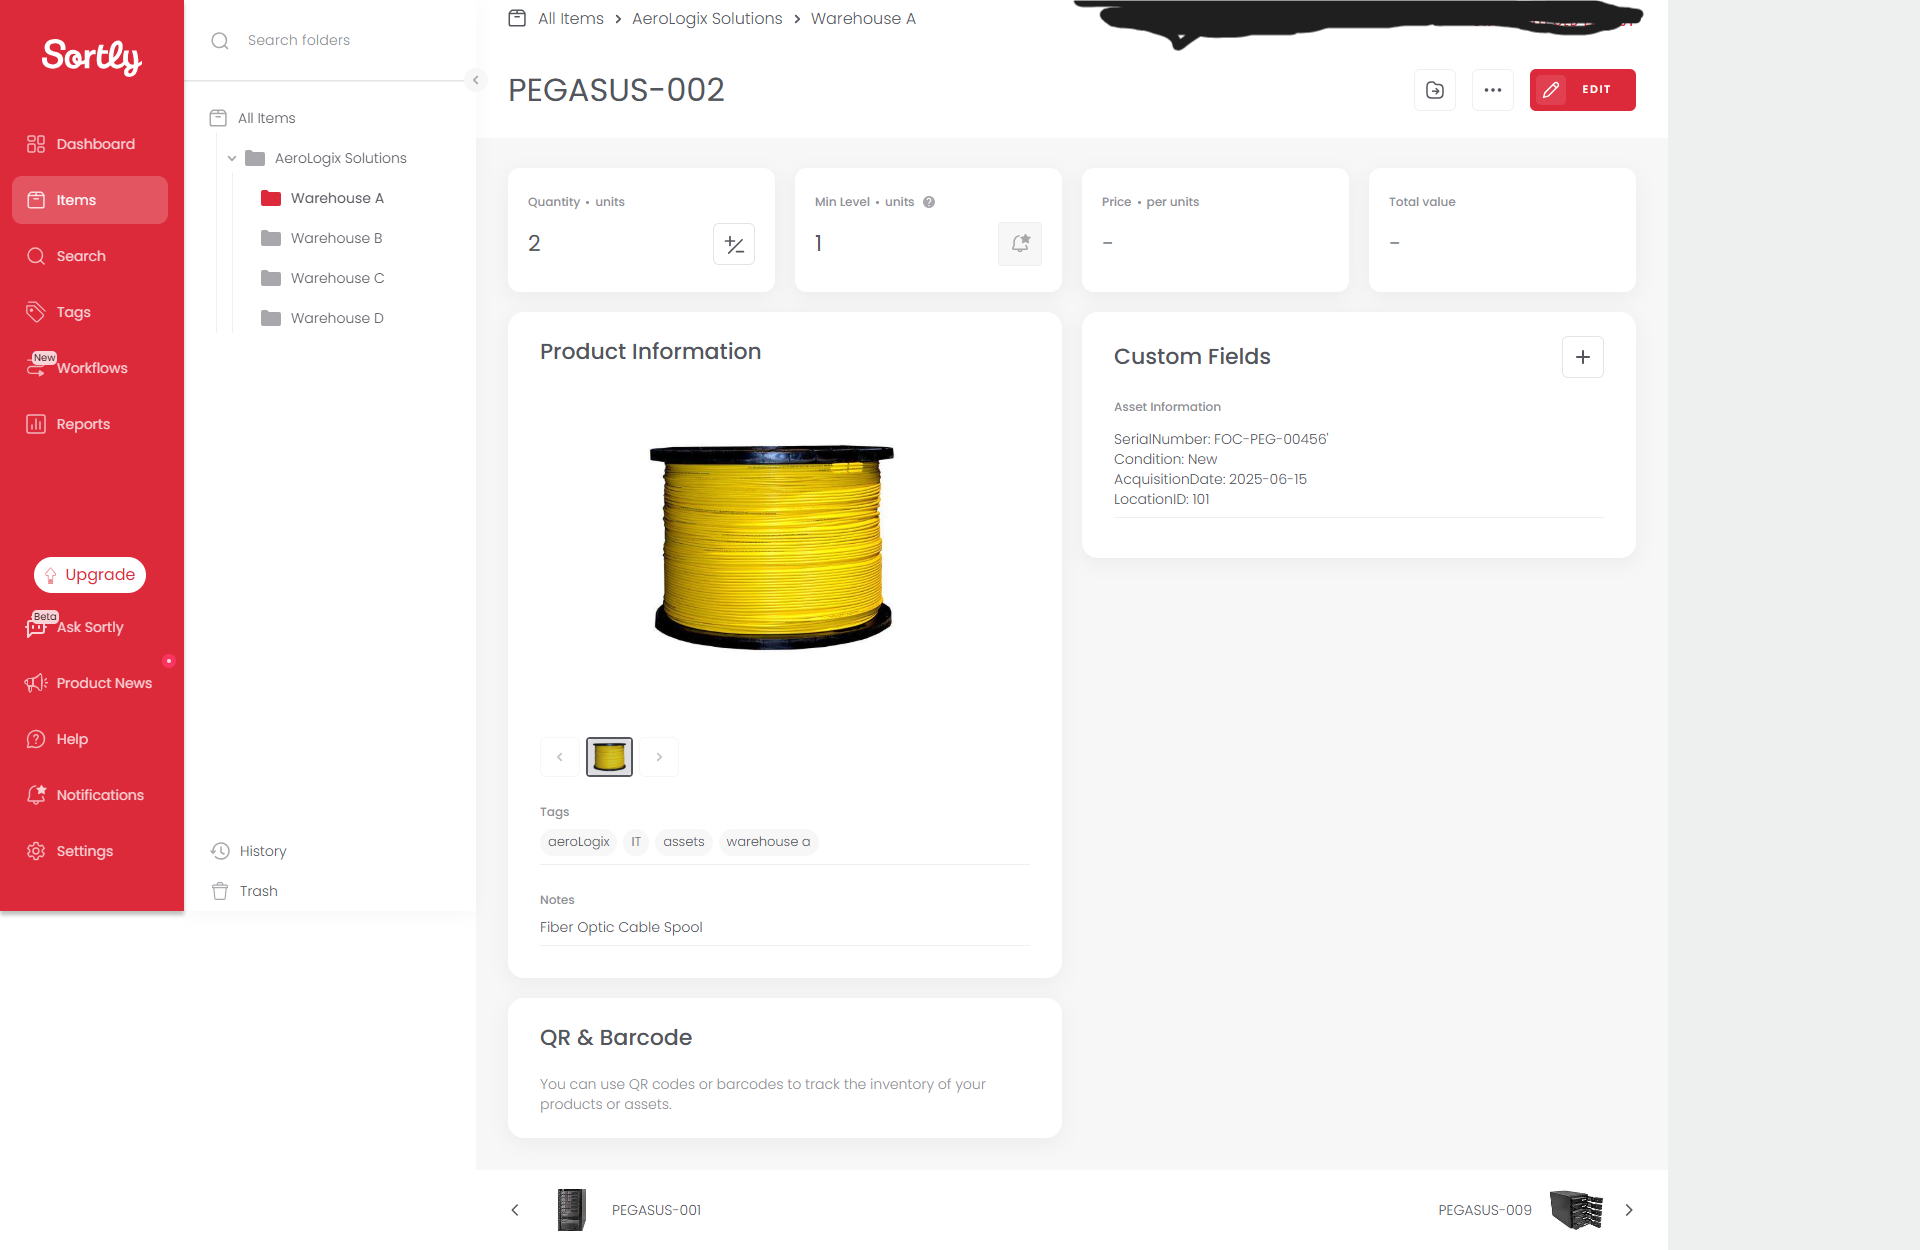 Sortly
Dashboard
Items
Search
Tags
New
Workflows
Reports
Upgrade
Beta
Ask Sortly
Product News
Help
Notifications
Settings
Search folders
All Items
AeroLogix Solutions
Warehouse A
Warehouse B
Warehouse C
Warehouse D
History
Trash
All Items > AeroLogix Solutions > Warehouse A
PEGASUS-002
EDIT
Quantity • units
2
Min Level • units
1
Price • per units
-
Total value
-
Product Information
Tags
aeroLogix IT assets warehouse a
Notes
Fiber Optic Cable Spool
Custom Fields
Asset Information
SerialNumber: FOC-PEG-00456'
Condition: New
AcquisitionDate: 2025-06-15
LocationID: 101
QR & Barcode
You can use QR codes or barcodes to track the inventory of your
products or assets.
PEGASUS-001
PEGASUS-009